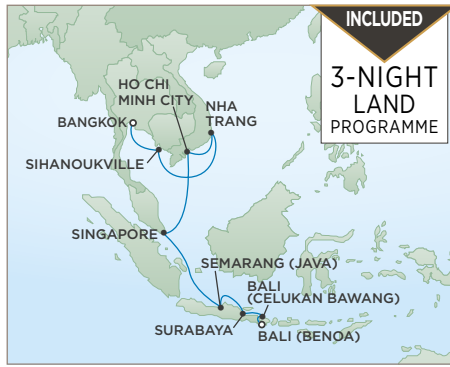 INCLUDED
3-NIGHT
LAND
PROGRAMME
HO CHI
MINH CITY
NHA
TRANG
BANGKOK
SIHANOUKVILLE
SINGAPORE
SEMARANG (JAVA)
BALI
(CELUKAN BAWANG)
SURABAYA
BALI (BENOA)